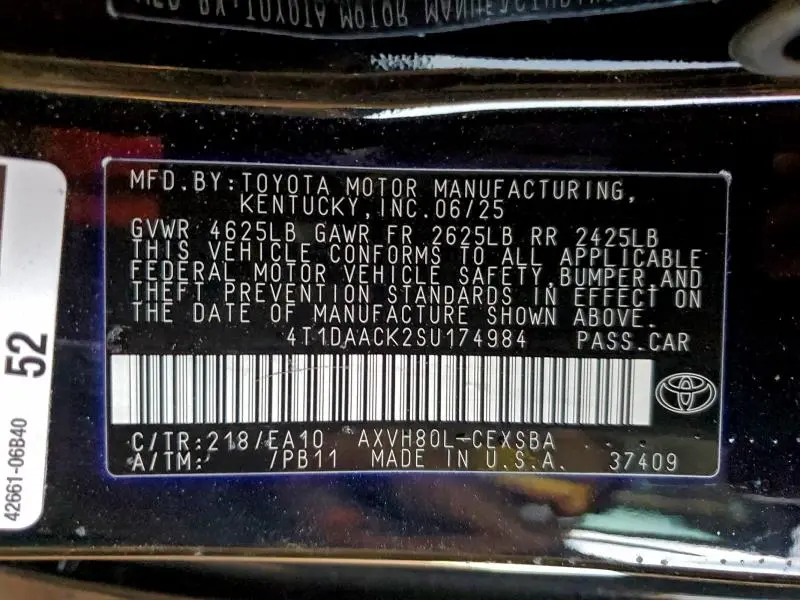 MFD.BY:TOYOTA MOTOR MANUFACTURING,
KENTUCKY,INC.06/25
GVWR 4625LB GAWR FR 2625LB RR 2425LB
THIS VEHICLE CONFORMS TO ALL APPLICABLE
FEDERAL MOTOR VEHICLE SAFETY,BUMPER,AND
THEFT PREVENTION STANDARDS IN EFFECT ON
THE DATE OF MANUFACTURE SHOWN ABOVE.
4T1DAACK2SU174984 PASS.CAR
C/TR:218/EA10 AXVH80L-CEXSBA
A/TM: /PB11 MADE IN U.S.A. 37409
52
42661-06B40